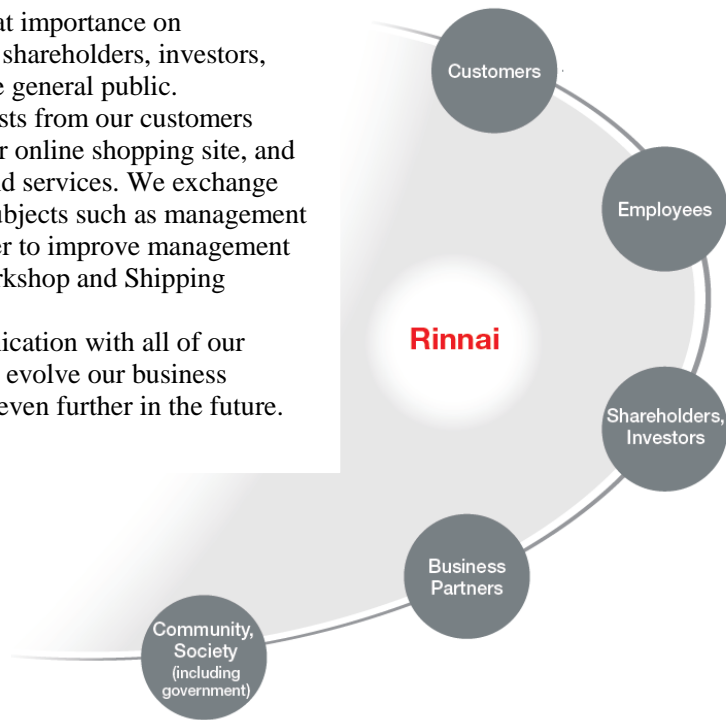 at importance on
shareholders, investors,
e general public.
sts from our customers
r online shopping site, and
nd services. We exchange
ubjects such as management
er to improve management
rkshop and Shipping
ication with all of our
evolve our business
even further in the future.
Customers
Employees
Rinnai
Shareholders,
Investors
Business
Partners
Community,
Society
(including
government)